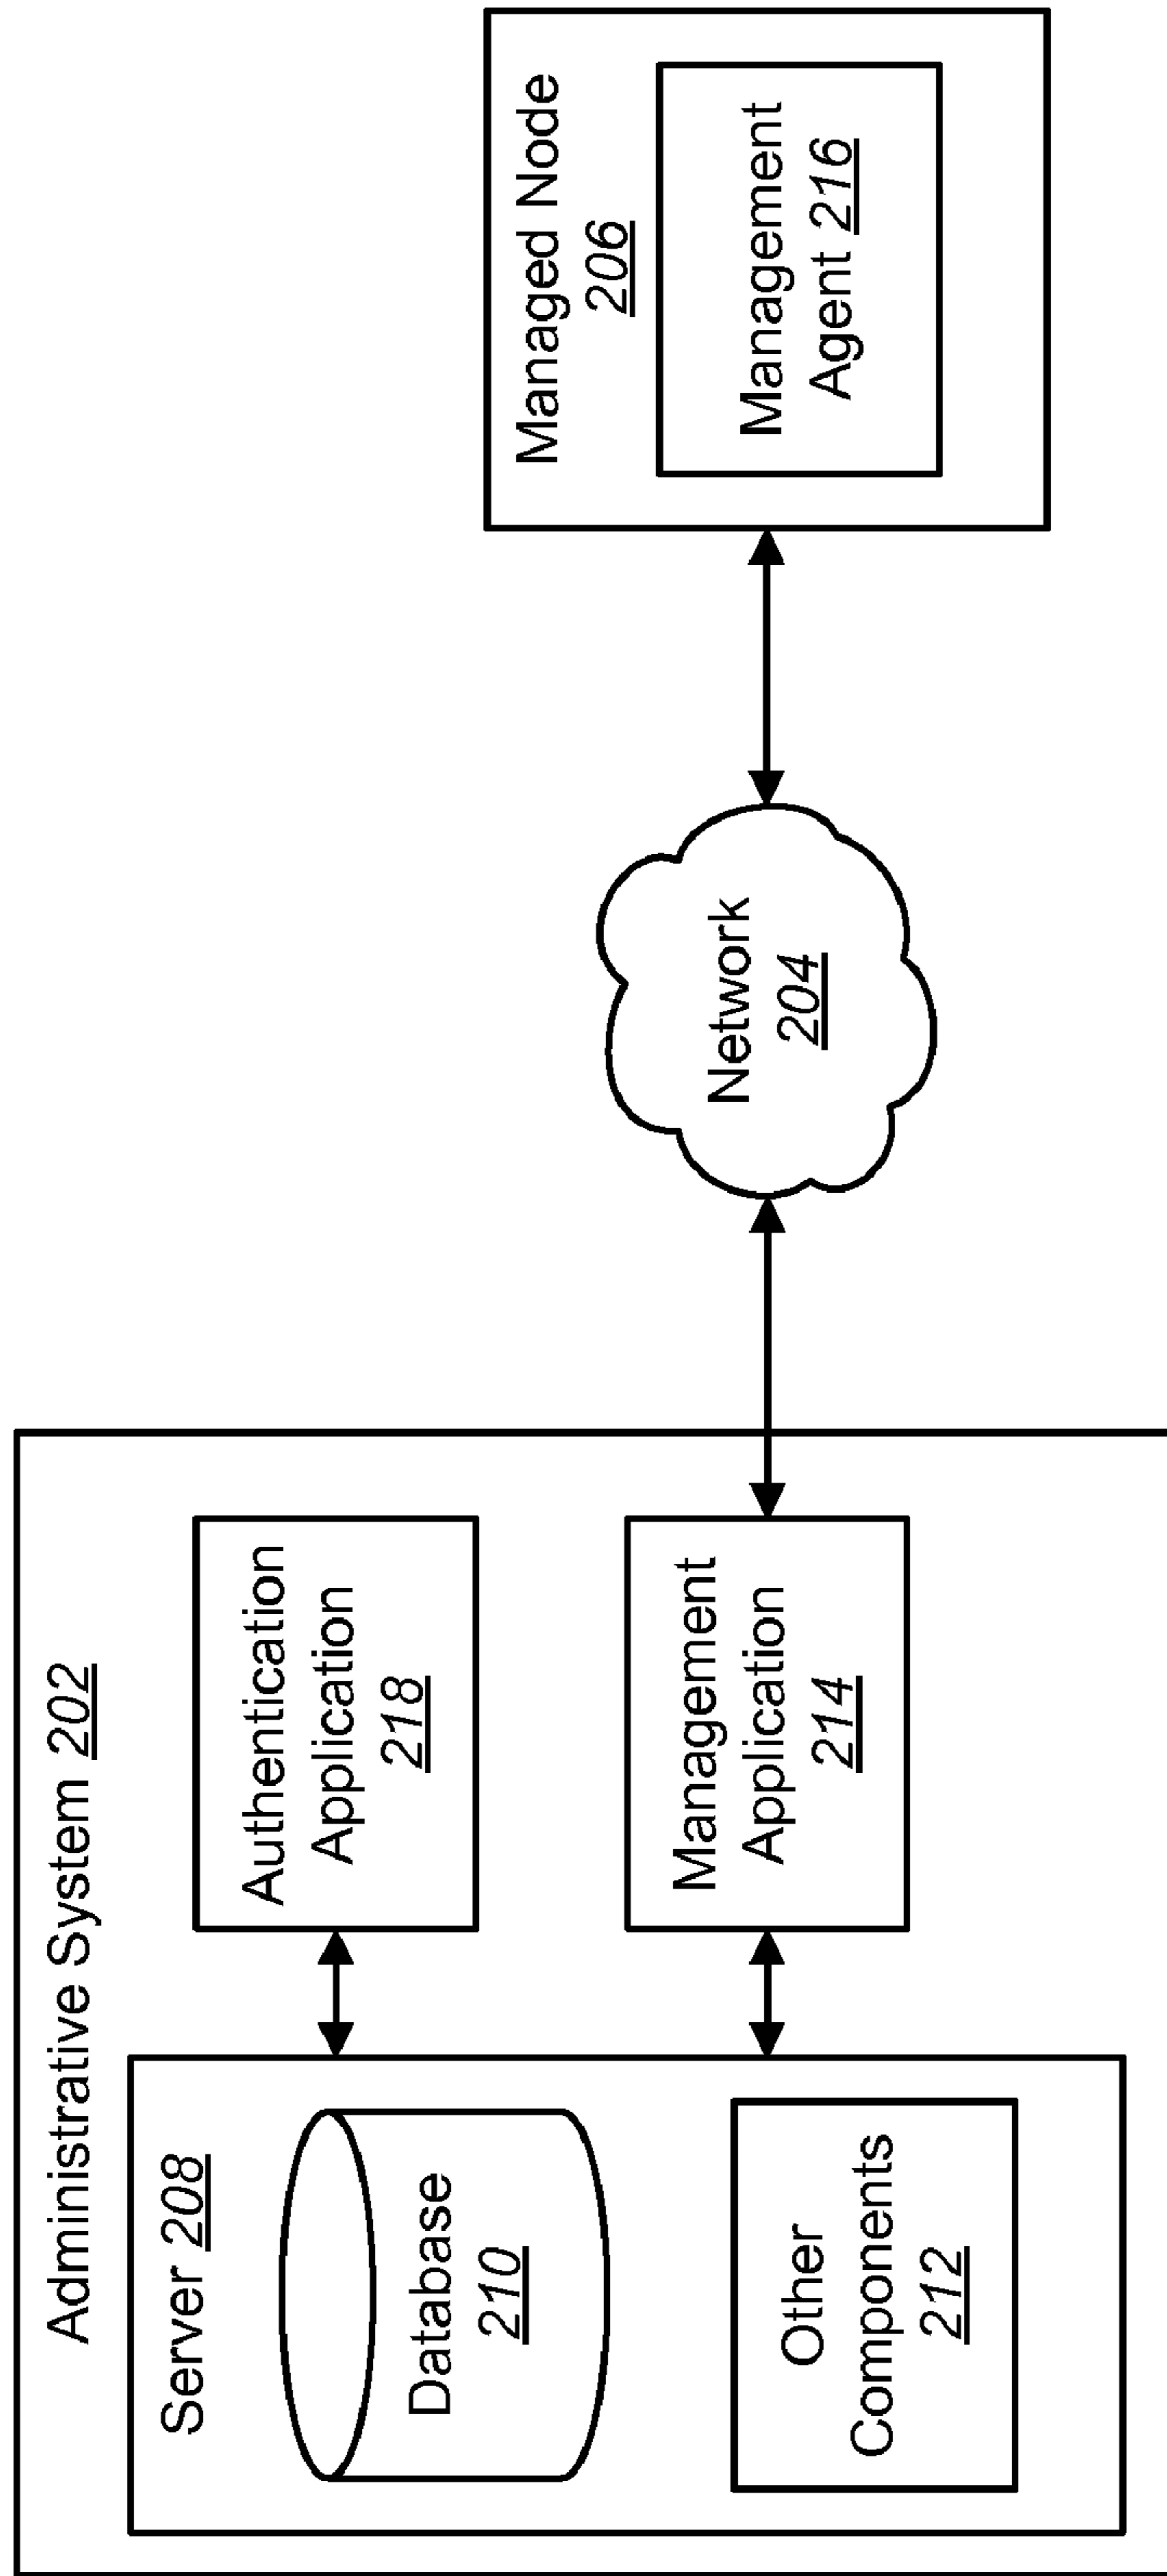 Administrative System 202
Server 208
Database
210
Other
Components
212
Authentication
Application
218
Management
Application
214
Network
204
Managed Node
206
Management
Agent 216